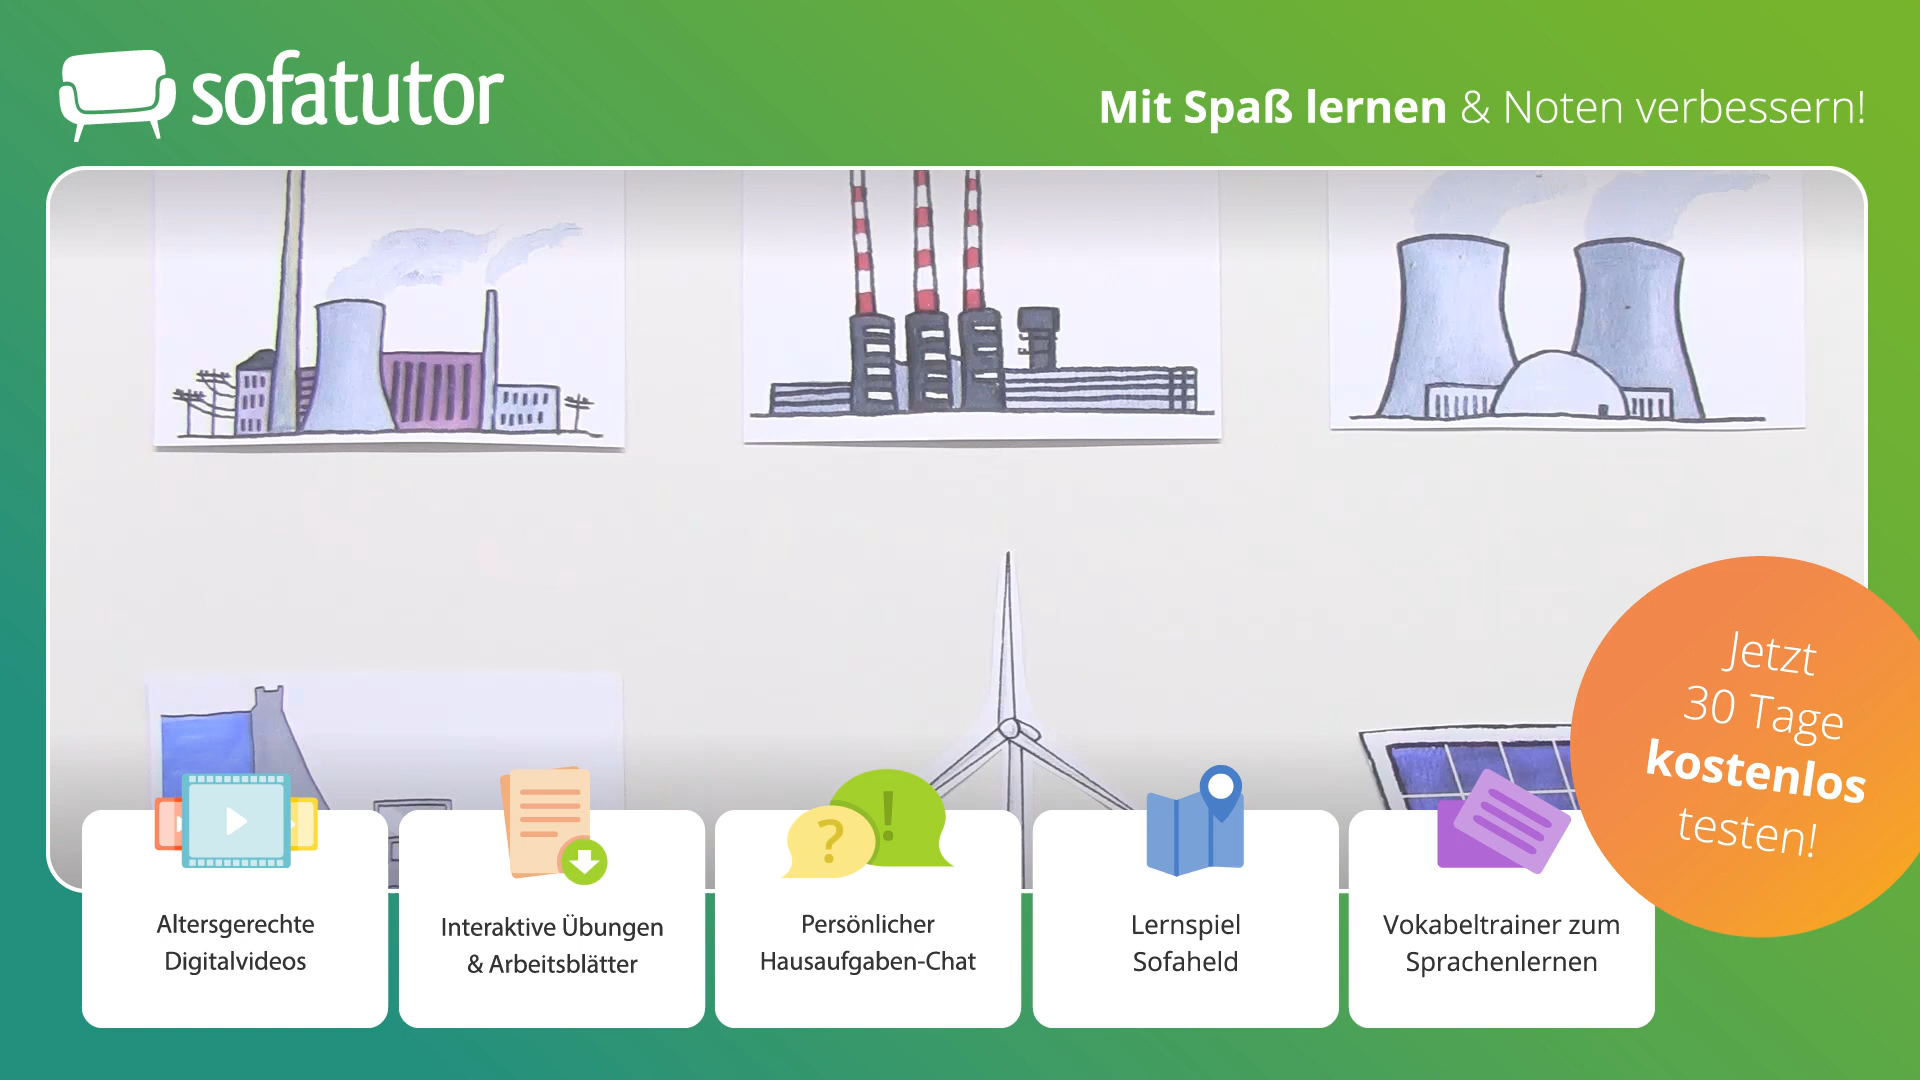 sofatutor
Mit Spaß lernen & Noten verbessern!
Jetzt
30 Tage
kostenlos
testen!
Altersgerechte
Digitalvideos
Interaktive Übungen
& Arbeitsblätter
Persönlicher
Hausaufgaben-Chat
Lernspiel
Sofaheld
Vokabeltrainer zum
Sprachenlernen